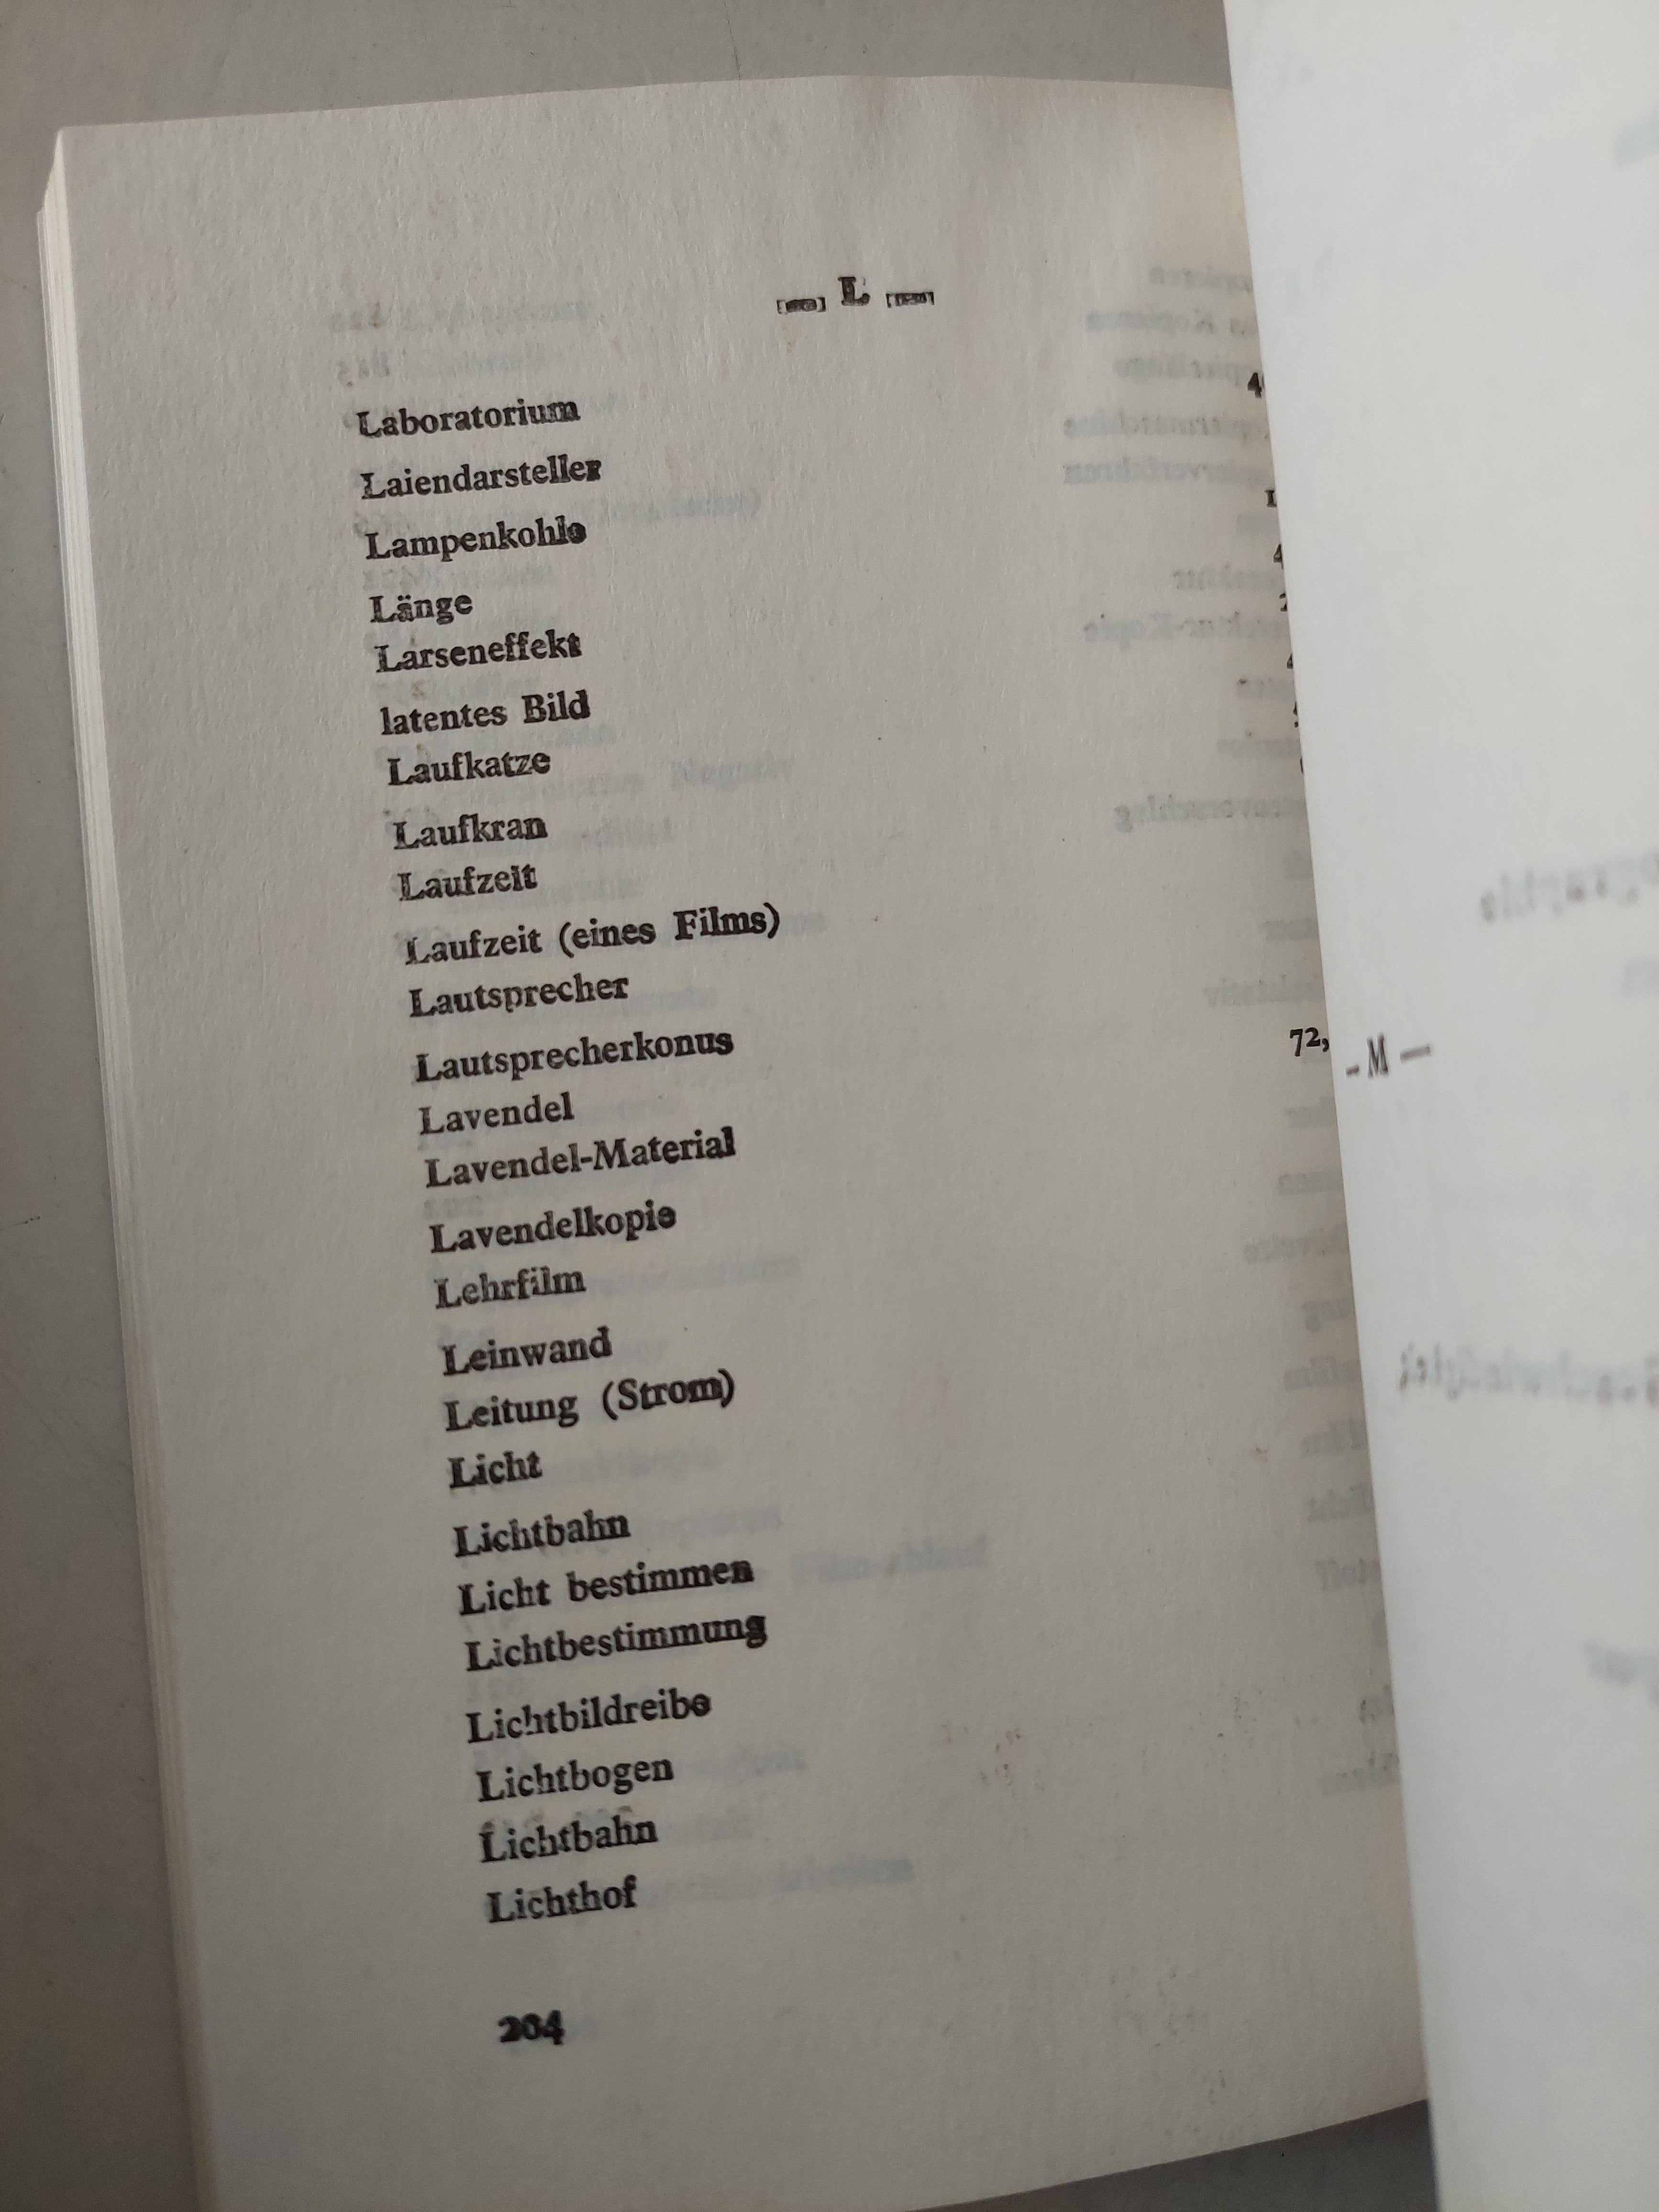 L
Laboratorium
Laiendarsteller
Lampenkohle
Länge
Larseneffekt
latentes Bild
Laufkatze
Laufkran
Laufzeit
Laufzeit (eines Films)
Lautsprecher
Lautsprecherkonus 72,
Lavendel
Lavendel-Material
Lavendelkopie
Lehrfilm
Leinwand
Leitung (Strom)
Licht
Lichtbahn
Licht bestimmen
Lichtbestimmung
Lichtbildreibe
Lichtbogen
Lichtbahn
Lichthof
204
- M —